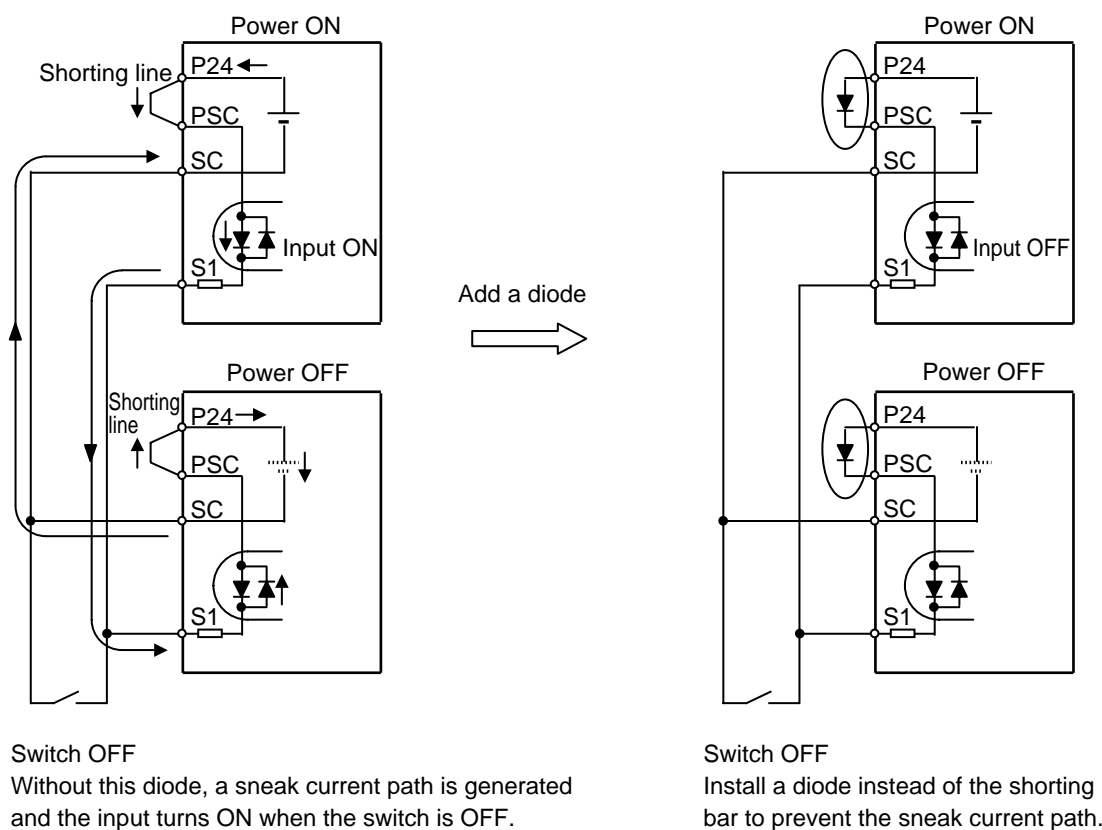 Power ON
Shorting line
P24
PSC
SC
Input ON
S1
Power OFF
Shorting
line
P24
PSC
SC
S1
Add a diode
Power ON
P24
PSC
SC
Input OFF
S1
Power OFF
P24
PSC
SC
S1
Switch OFF
Without this diode, a sneak current path is generated
and the input turns ON when the switch is OFF.
Switch OFF
Install a diode instead of the shorting
bar to prevent the sneak current path.